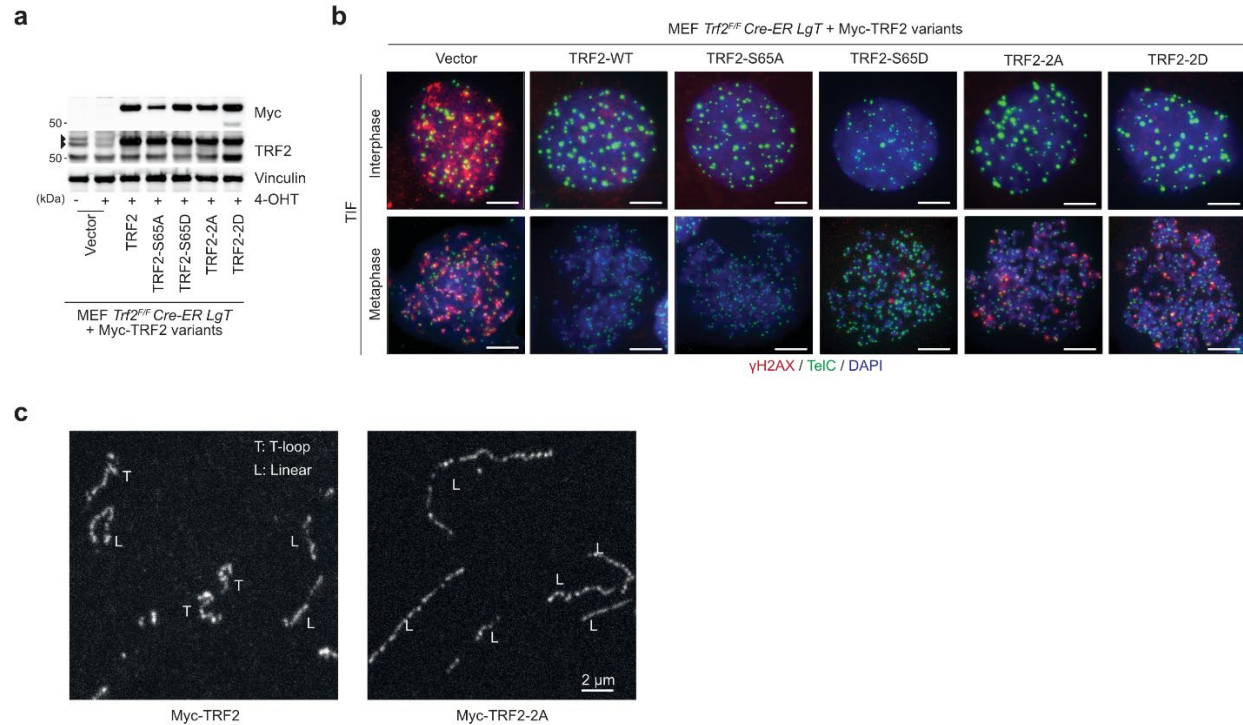 a
Myc
50
TRF2
50
Vinculin
(kDa)
- + + + + + +
4-OHT
Vector
TRF2
TRF2-S65A
TRF2-S65D
TRF2-2A
TRF2-2D
MEF Trf2F/F Cre-ER LgT
+ Myc-TRF2 variants
b
MEF Trf2F/F Cre-ER LgT + Myc-TRF2 variants
Vector TRF2-WT TRF2-S65A TRF2-S65D TRF2-2A TRF2-2D
TIF
Interphase
Metaphase
γH2AX / TelC / DAPI
c
T: T-loop
L: Linear
T
L
L
T
T
L
L
L
L
L
L
L
2 µm
Myc-TRF2
Myc-TRF2-2A